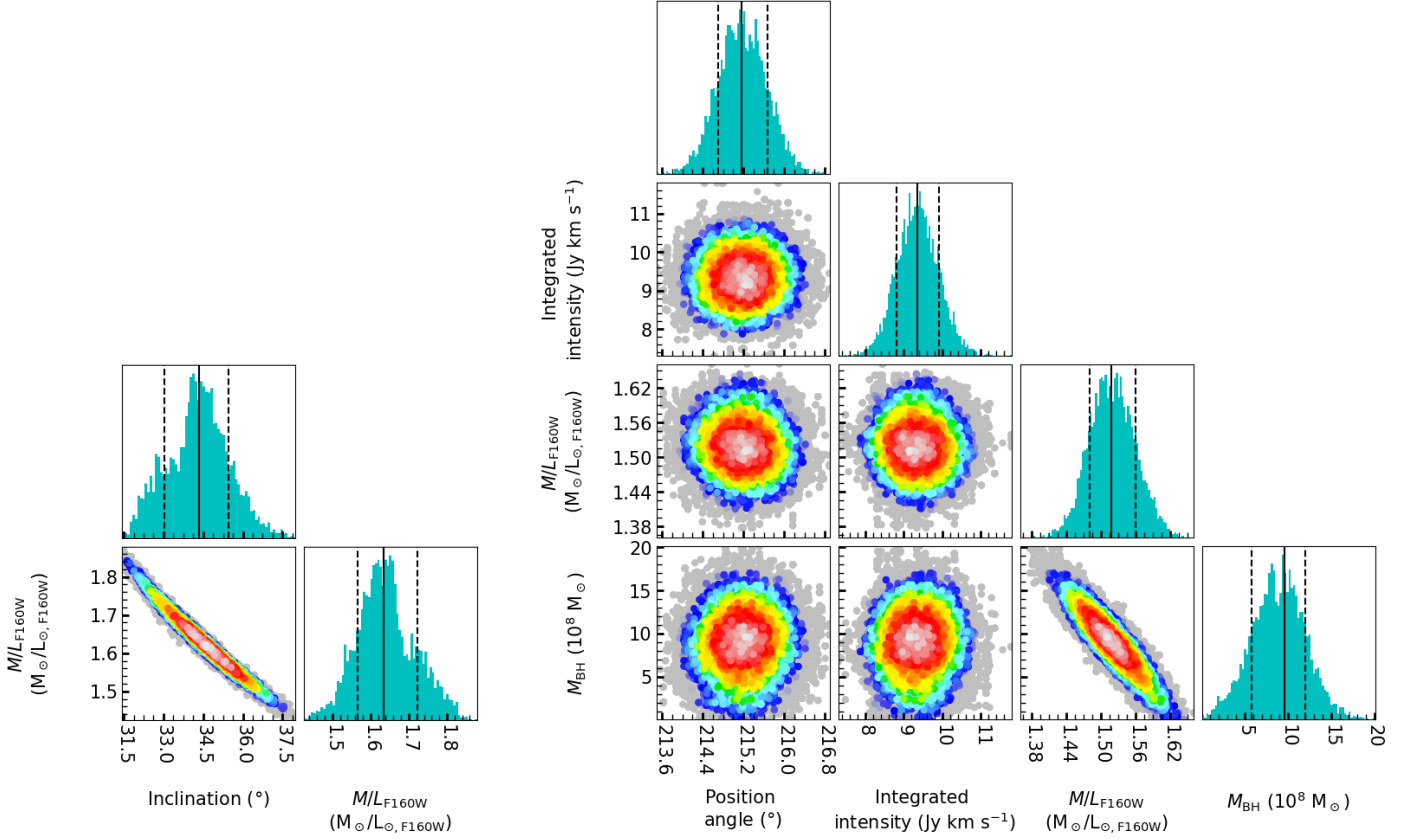 Integrated
intensity (Jy km s⁻¹)
11
10
9
8
M/L_F160W
(M⊙/L⊙, F160W)
1.62
1.56
1.50
1.44
1.38
M_BH (10⁸ M⊙)
20
15
10
5
M/L_F160W
(M⊙/L⊙, F160W)
1.8
1.7
1.6
1.5
31.5 33.0 34.5 36.0 37.5
1.5 1.6 1.7 1.8
213.6 214.4 215.2 216.0 216.8
8 9 10 11
1.38 1.44 1.50 1.56 1.62
5 10 15 20
Inclination (°)
M/L_F160W
(M⊙/L⊙, F160W)
Position
angle (°)
Integrated
intensity (Jy km s⁻¹)
M/L_F160W
(M⊙/L⊙, F160W)
M_BH (10⁸ M⊙)